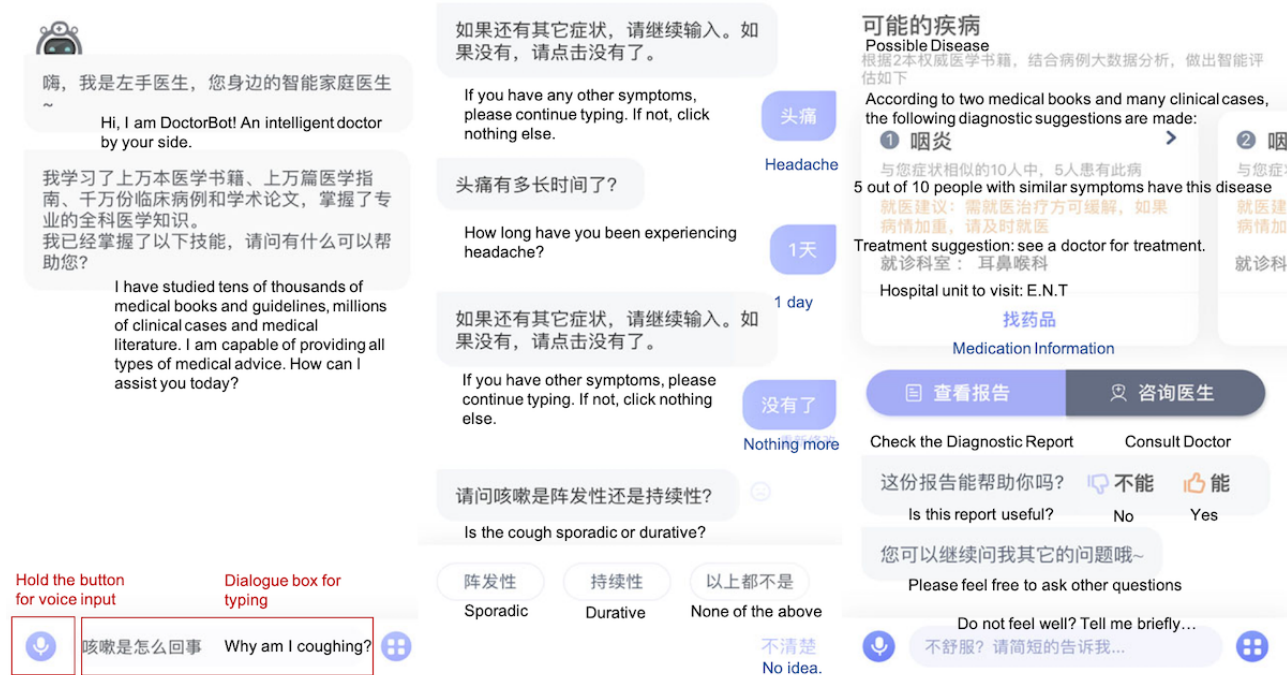 嗨，我是左手医生，您身边的智能家庭医生
~
Hi, I am DoctorBot! An intelligent doctor
by your side.
我学习了上万本医学书籍、上万篇医学指
南、千万份临床病例和学术论文，掌握了专
业的全科医学知识。
我已经掌握了以下技能，请问有什么可以帮
助您？
I have studied tens of thousands of
medical books and guidelines, millions
of clinical cases and medical
literature. I am capable of providing all
types of medical advice. How can I
assist you today?
Hold the button
for voice input
Dialogue box for
typing
咳嗽是怎么回事
Why am I coughing?
如果还有其它症状，请继续输入。如
果没有，请点击没有了。
If you have any other symptoms,
please continue typing. If not, click
nothing else.
头痛
Headache
头痛有多长时间了？
How long have you been experiencing
headache?
1天
1 day
如果还有其它症状，请继续输入。如
果没有，请点击没有了。
If you have other symptoms, please
continue typing. If not, click nothing
else.
没有了
Nothing more
请问咳嗽是阵发性还是持续性？
Is the cough sporadic or durative?
阵发性
持续性
以上都不是
Sporadic
Durative
None of the above
不清楚
No idea.
可能的疾病
Possible Disease
根据2本权威医学书籍，结合病例大数据分析，做出智能评
估如下
According to two medical books and many clinical cases,
the following diagnostic suggestions are made:
1 咽炎
与您症状相似的10人中，5人患有此病
5 out of 10 people with similar symptoms have this disease
就医建议：需就医治疗方可缓解，如果
病情加重，请及时就医
Treatment suggestion: see a doctor for treatment.
就诊科室： 耳鼻喉科
Hospital unit to visit: E.N.T
找药品
Medication Information
2 咽
与您症
就医建
病情加
就诊科
查看报告
咨询医生
Check the Diagnostic Report
Consult Doctor
这份报告能帮助你吗？
不能
能
Is this report useful?
No
Yes
您可以继续问我其它的问题哦~
Please feel free to ask other questions
Do not feel well? Tell me briefly…
不舒服？请简短的告诉我...